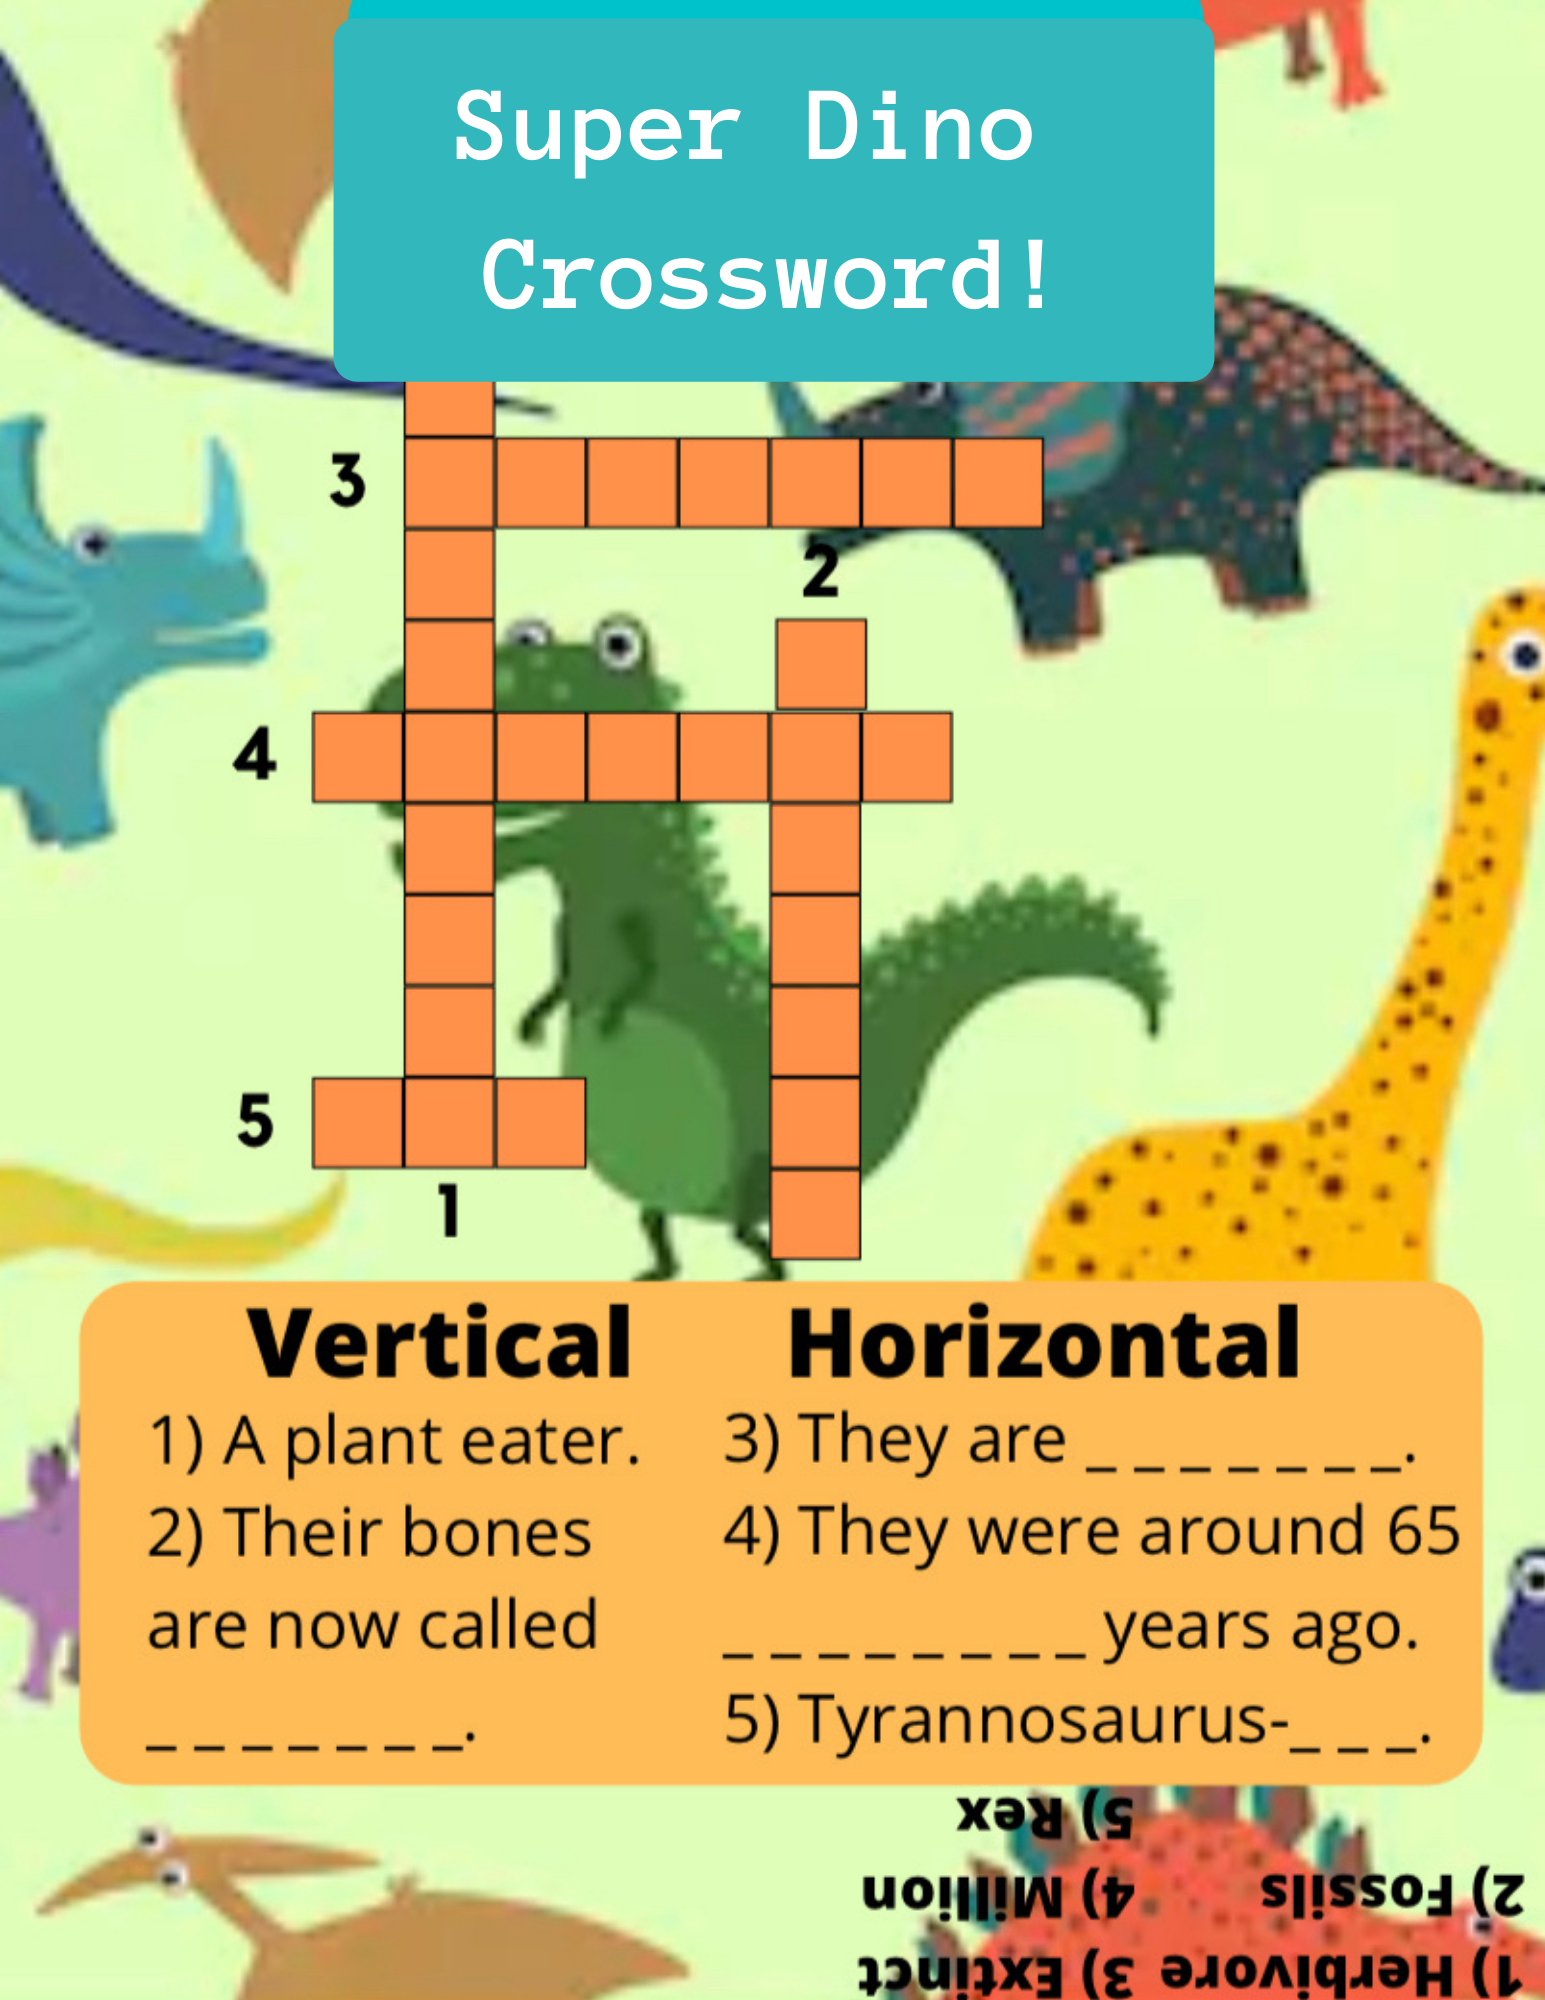 Super Dino
Crossword!
3
2
4
5
1
Vertical
1) A plant eater.
2) Their bones
are now called
_ _ _ _ _ _ _.
Horizontal
3) They are _ _ _ _ _ _ _.
4) They were around 65
_ _ _ _ _ _ _ _ years ago.
5) Tyrannosaurus-_ _ _.
1) Herbivore 3) Extinct
2) Fossils 4) Million
5) Rex